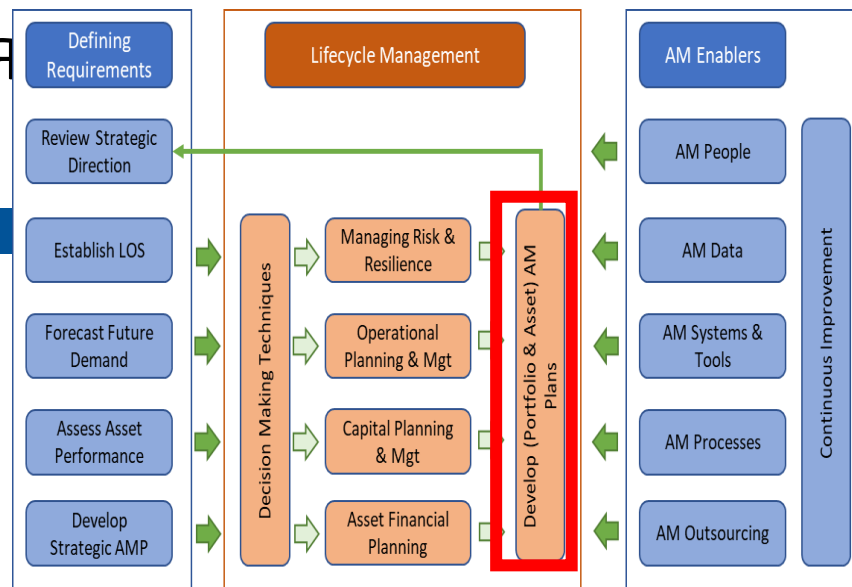 Defining
Requirements
Review Strategic
Direction
Establish LOS
Forecast Future
Demand
Assess Asset
Performance
Develop
Strategic AMP
Lifecycle Management
Decision Making Techniques
Managing Risk &
Resilience
Operational
Planning & Mgt
Capital Planning
& Mgt
Asset Financial
Planning
Develop (Portfolio & Asset) AM
Plans
AM Enablers
AM People
AM Data
AM Systems &
Tools
AM Processes
AM Outsourcing
Continuous Improvement